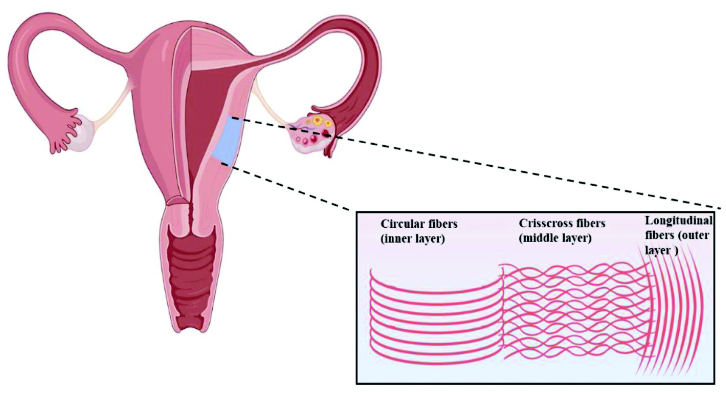 Circular fibers
(inner layer)
Crisscross fibers
(middle layer)
Longitudinal
fibers (outer
layer )